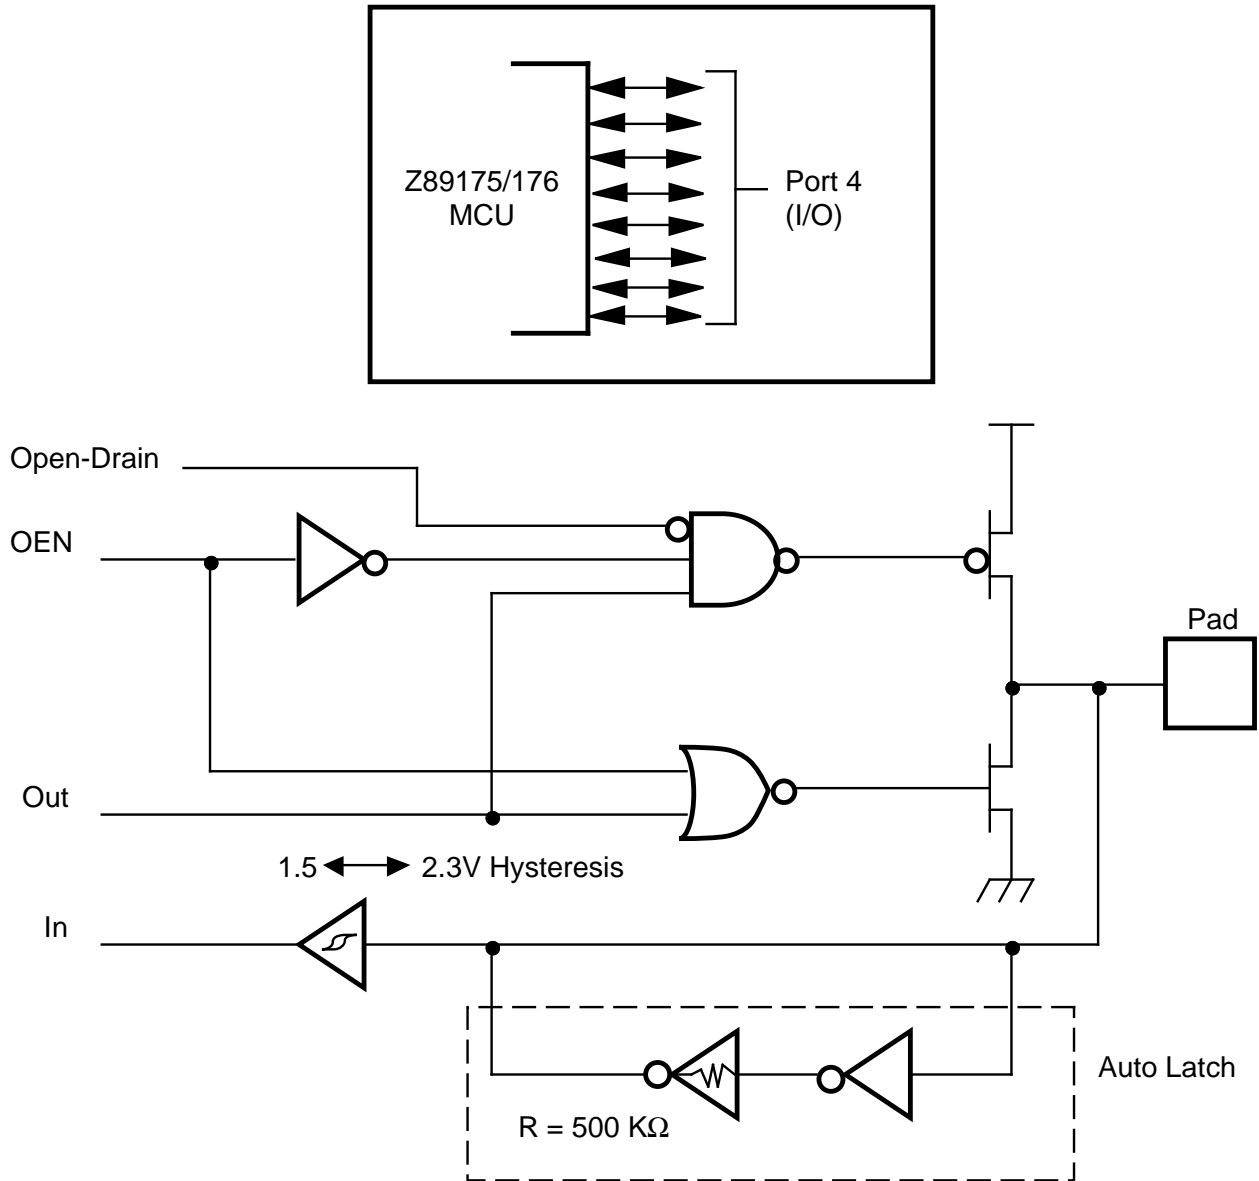 Z89175/176
MCU
Port 4
(I/O)
Open-Drain
OEN
Pad
Out
1.5 2.3V Hysteresis
In
Auto Latch
R = 500 KΩ